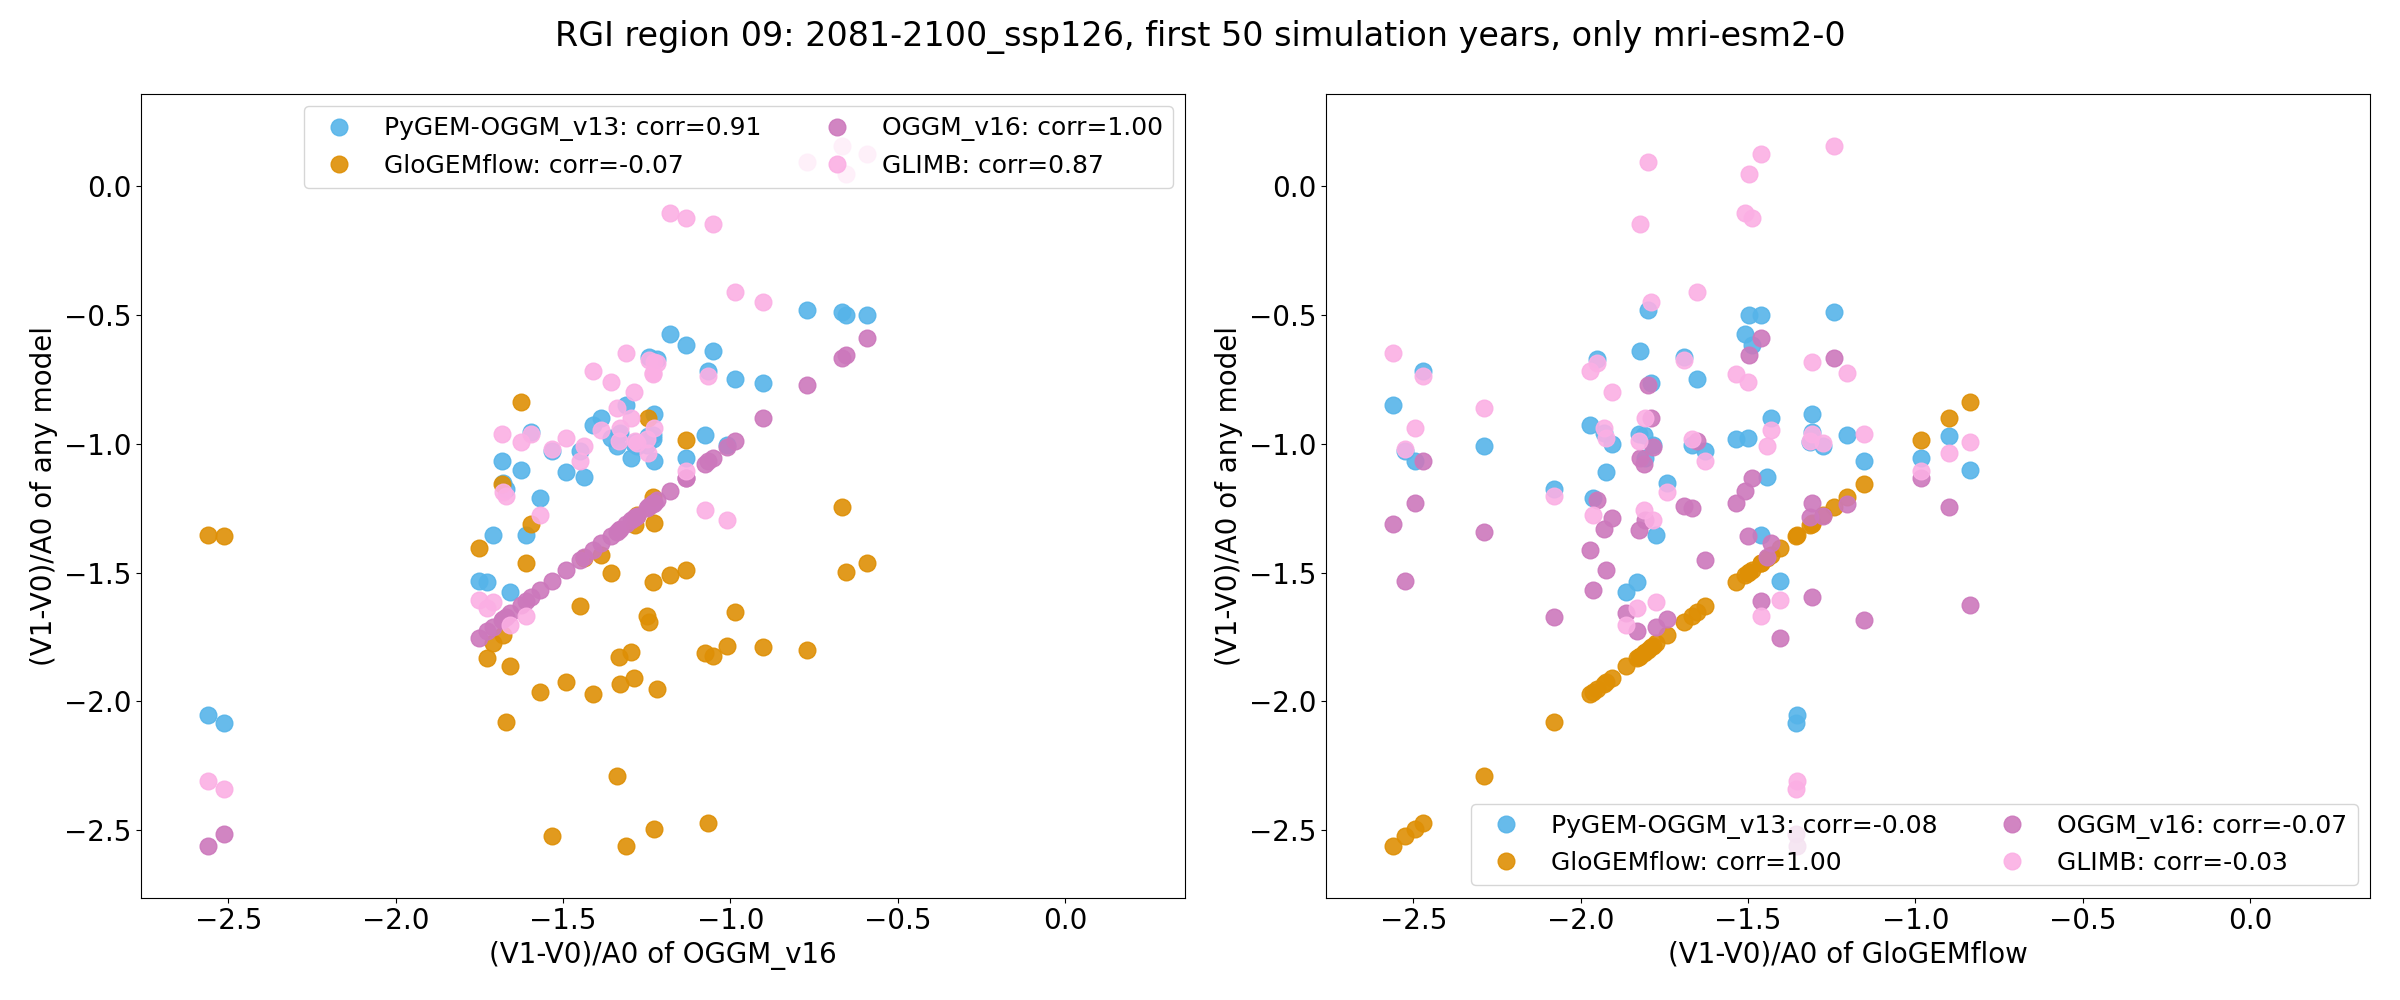 RGI region 09: 2081-2100_ssp126, first 50 simulation years, only mri-esm2-0
PyGEM-OGGM_v13: corr=0.91
GloGEMflow: corr=-0.07
OGGM_v16: corr=1.00
GLIMB: corr=0.87
(V1-V0)/A0 of any model
0.0
−0.5
−1.0
−1.5
−2.0
−2.5
−2.5 −2.0 −1.5 −1.0 −0.5 0.0
(V1-V0)/A0 of OGGM_v16
(V1-V0)/A0 of any model
0.0
−0.5
−1.0
−1.5
−2.0
−2.5
PyGEM-OGGM_v13: corr=-0.08
GloGEMflow: corr=1.00
OGGM_v16: corr=-0.07
GLIMB: corr=-0.03
−2.5 −2.0 −1.5 −1.0 −0.5 0.0
(V1-V0)/A0 of GloGEMflow